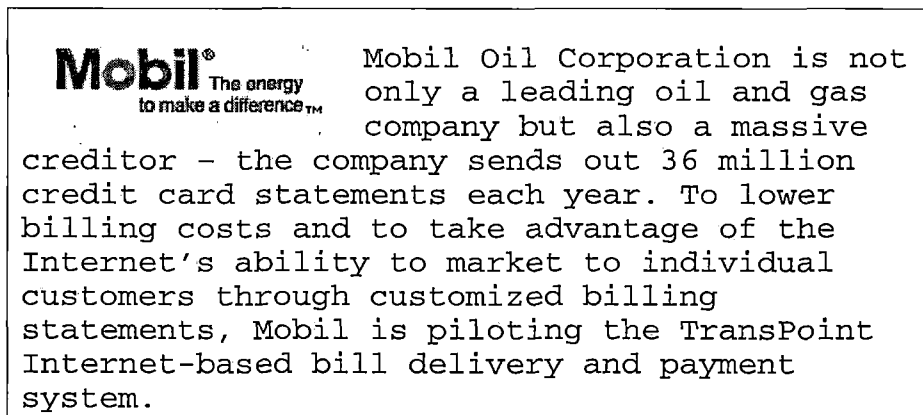 Mobil®
The energy
to make a difference™
Mobil Oil Corporation is not
only a leading oil and gas
company but also a massive
creditor – the company sends out 36 million
credit card statements each year. To lower
billing costs and to take advantage of the
Internet's ability to market to individual
customers through customized billing
statements, Mobil is piloting the TransPoint
Internet-based bill delivery and payment
system.